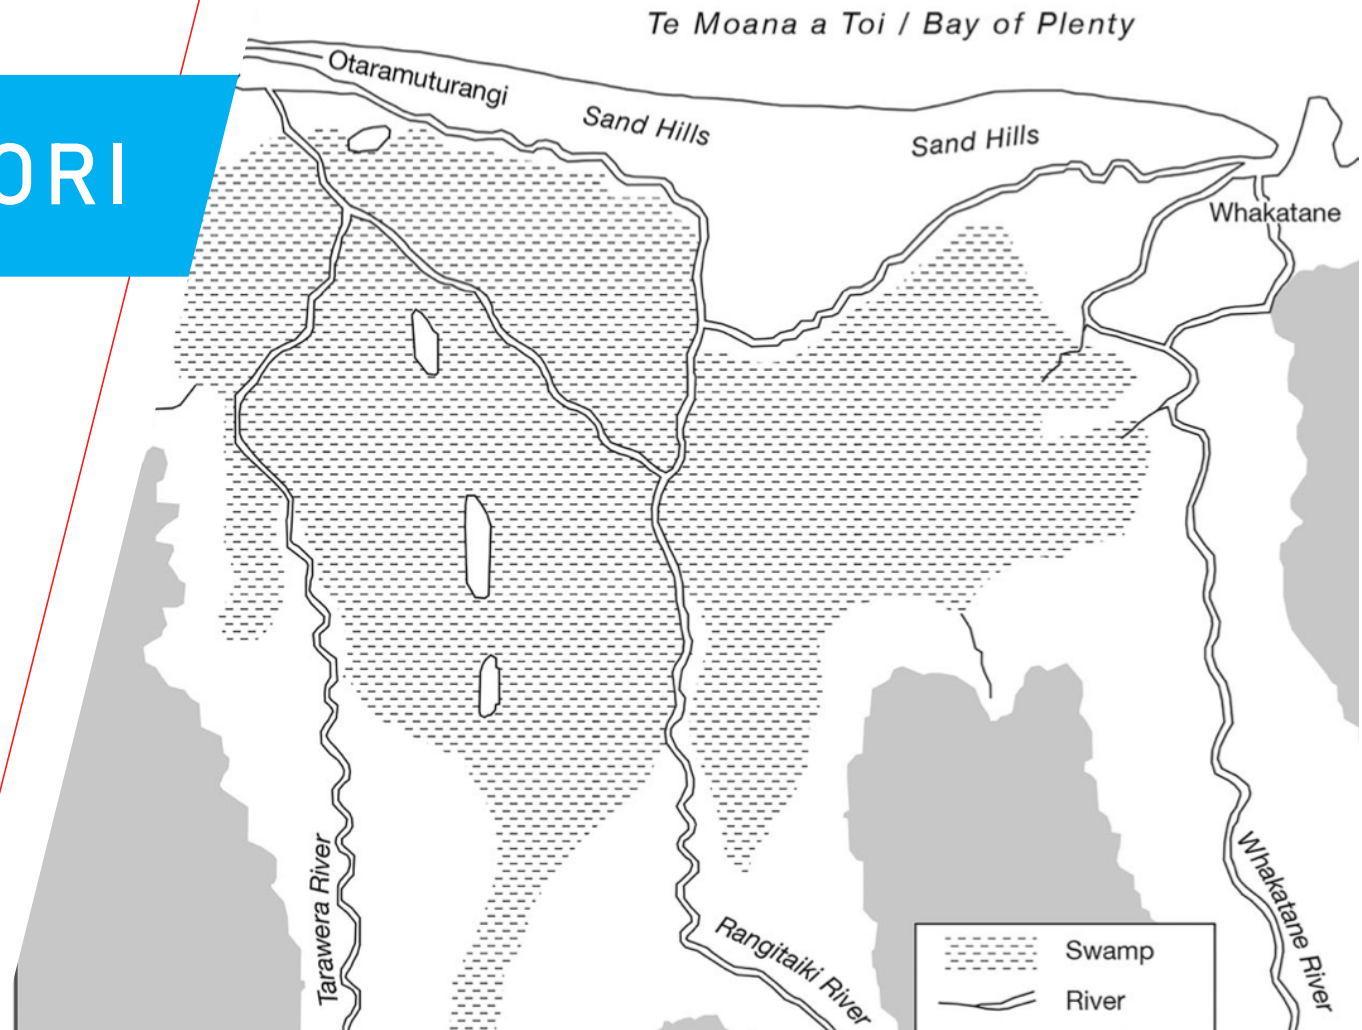 Te Moana a Toi / Bay of Plenty
Otaramuturangi
Sand Hills
Sand Hills
ORI
Whakatane
Tarawera River
Rangitaiki River
Whakatane River
Swamp
River